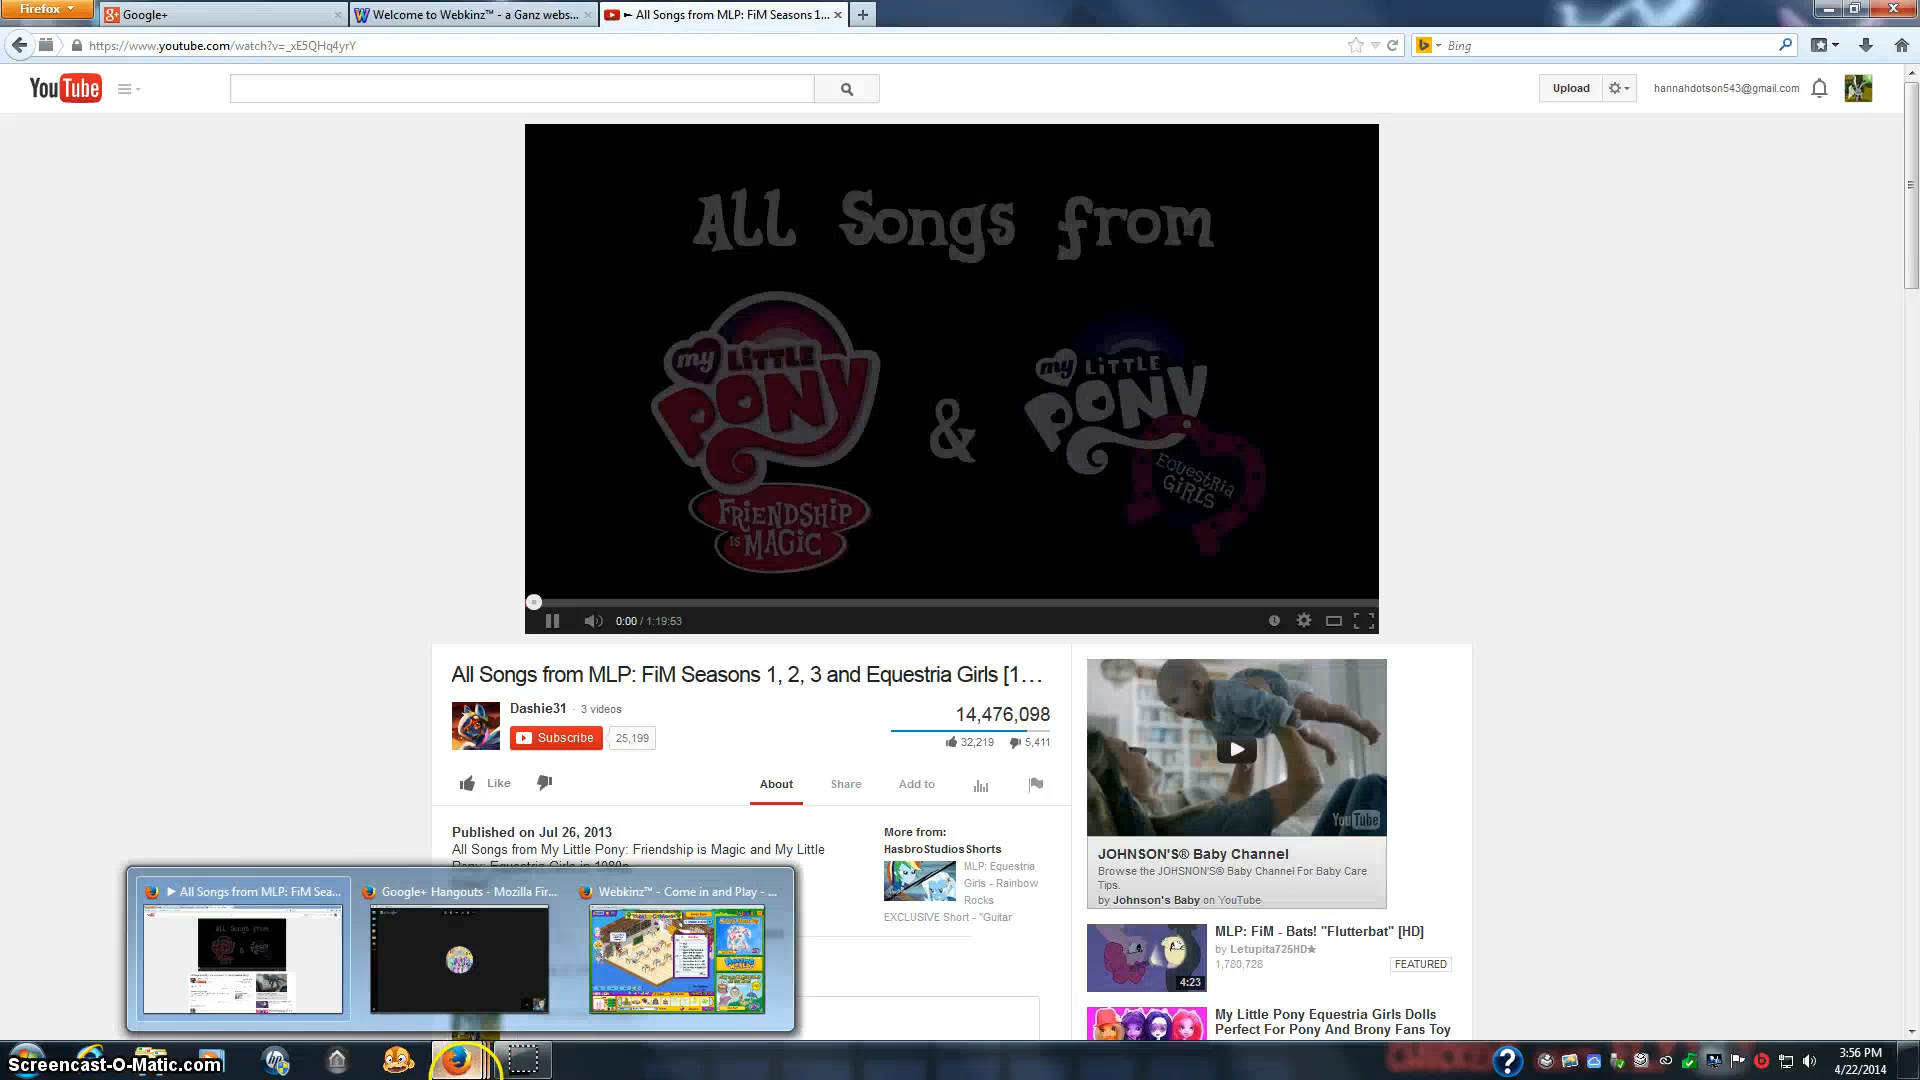 Firefox
Google+
Welcome to Webkinz™ - a Ganz webs...
► All Songs from MLP: FiM Seasons 1...
https://www.youtube.com/watch?v=_xE5QHq4yrY
Bing
YouTube
Upload
hannahdotson543@gmail.com
All Songs from
my LiTTLE PONY
FRiENDSHiP is MAGiC
&
my LiTTLE PONY
EQUESTRiA GiRLS
0:00 / 1:19:53
All Songs from MLP: FiM Seasons 1, 2, 3 and Equestria Girls [1...
Dashie31 · 3 videos
Subscribe 25,199
14,476,098
32,219 5,411
Like
About Share Add to
Published on Jul 26, 2013
All Songs from My Little Pony: Friendship is Magic and My Little
Pony: Equestria Girls in 1080p
More from:
HasbroStudiosShorts
MLP: Equestria
Girls - Rainbow
Rocks
EXCLUSIVE Short - "Guitar
YouTube
JOHNSON'S® Baby Channel
Browse the JOHNSON'S® Baby Channel For Baby Care
Tips.
by Johnson's Baby on YouTube
MLP: FiM - Bats! "Flutterbat" [HD]
by Letupita725HD★
1,780,728
FEATURED
4:23
My Little Pony Equestria Girls Dolls
Perfect For Pony And Brony Fans Toy
► All Songs from MLP: FiM Sea...
Google+ Hangouts - Mozilla Fir...
Webkinz™ - Come in and Play - ...
Screencast-O-Matic.com
3:56 PM
4/22/2014